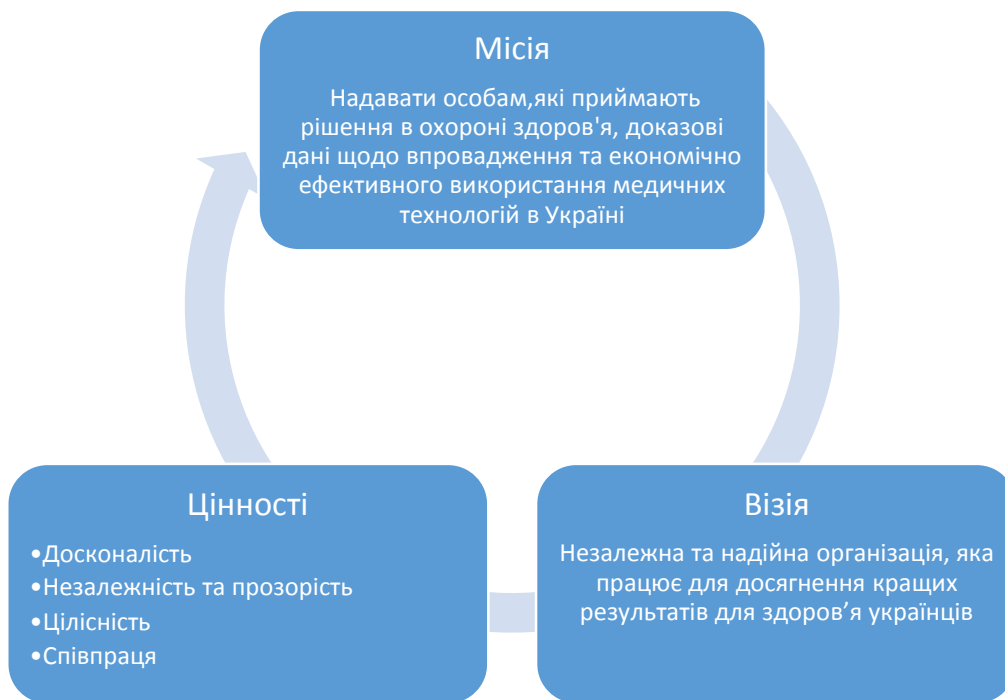 Місія
Надавати особам,які приймають
рішення в охороні здоров'я, доказові
дані щодо впровадження та економічно
ефективного використання медичних
технологій в Україні
Цінності
•Досконалість
•Незалежність та прозорість
•Цілісність
•Співпраця
Візія
Незалежна та надійна організація, яка
працює для досягнення кращих
результатів для здоров’я українців